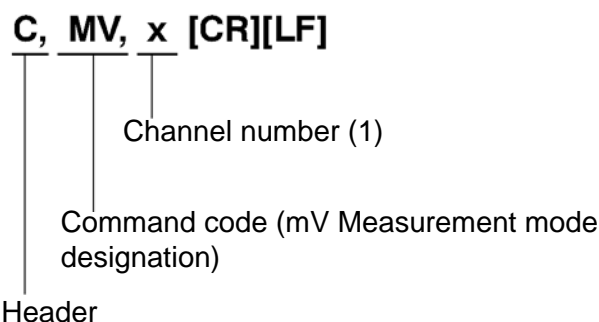 C, MV, x [CR][LF]
Channel number (1)
Command code (mV Measurement mode
designation)
Header